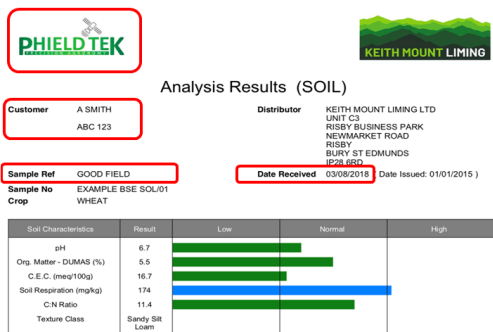 PHIELD TEK
PRECISION AGRONOMY
KEITH MOUNT LIMING
Analysis Results (SOIL)
Customer A SMITH
ABC 123
Distributor KEITH MOUNT LIMING LTD
UNIT C3
RISBY BUSINESS PARK
NEWMARKET ROAD
RISBY
BURY ST EDMUNDS
IP28 6RD
Sample Ref GOOD FIELD
Date Received 03/08/2018 ( Date Issued: 01/01/2015 )
Sample No EXAMPLE BSE SOL/01
Crop WHEAT
Soil Characteristics Result Low Normal High
pH 6.7
Org. Matter - DUMAS (%) 5.5
C.E.C. (meq/100g) 16.7
Soil Respiration (mg/kg) 174
C:N Ratio 11.4
Texture Class Sandy Silt
Loam